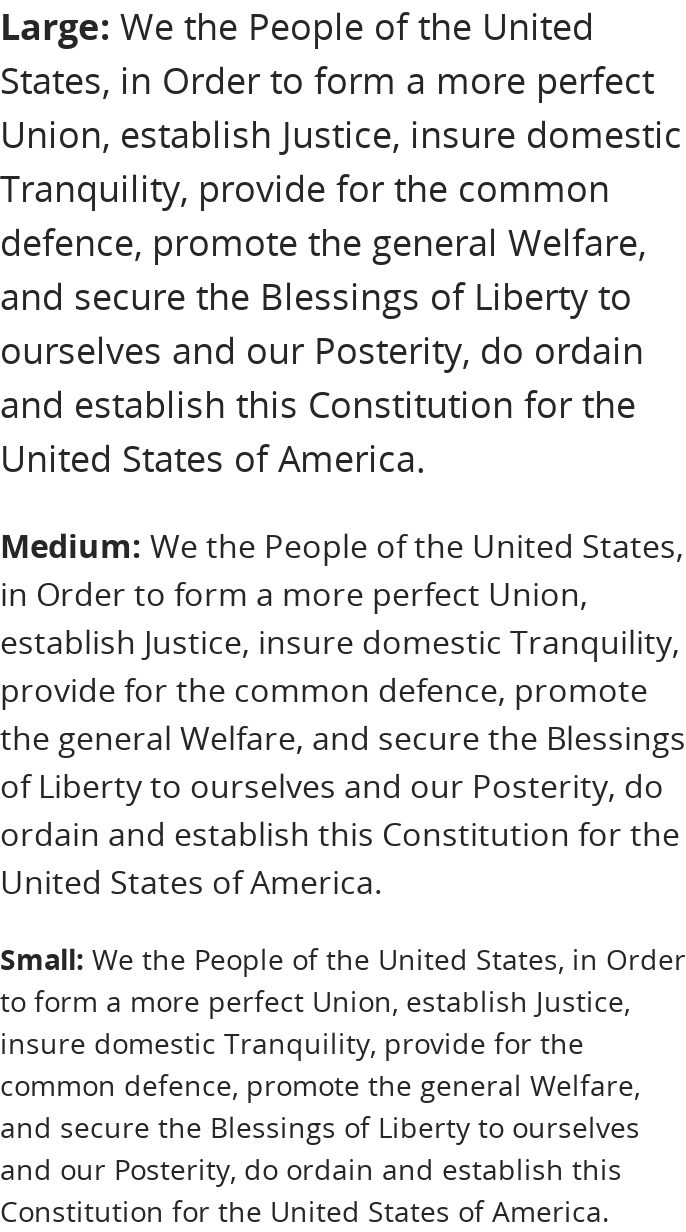 Large: We the People of the United
States, in Order to form a more perfect
Union, establish Justice, insure domestic
Tranquility, provide for the common
defence, promote the general Welfare,
and secure the Blessings of Liberty to
ourselves and our Posterity, do ordain
and establish this Constitution for the
United States of America.
Medium: We the People of the United States,
in Order to form a more perfect Union,
establish Justice, insure domestic Tranquility,
provide for the common defence, promote
the general Welfare, and secure the Blessings
of Liberty to ourselves and our Posterity, do
ordain and establish this Constitution for the
United States of America.
Small: We the People of the United States, in Order
to form a more perfect Union, establish Justice,
insure domestic Tranquility, provide for the
common defence, promote the general Welfare,
and secure the Blessings of Liberty to ourselves
and our Posterity, do ordain and establish this
Constitution for the United States of America.